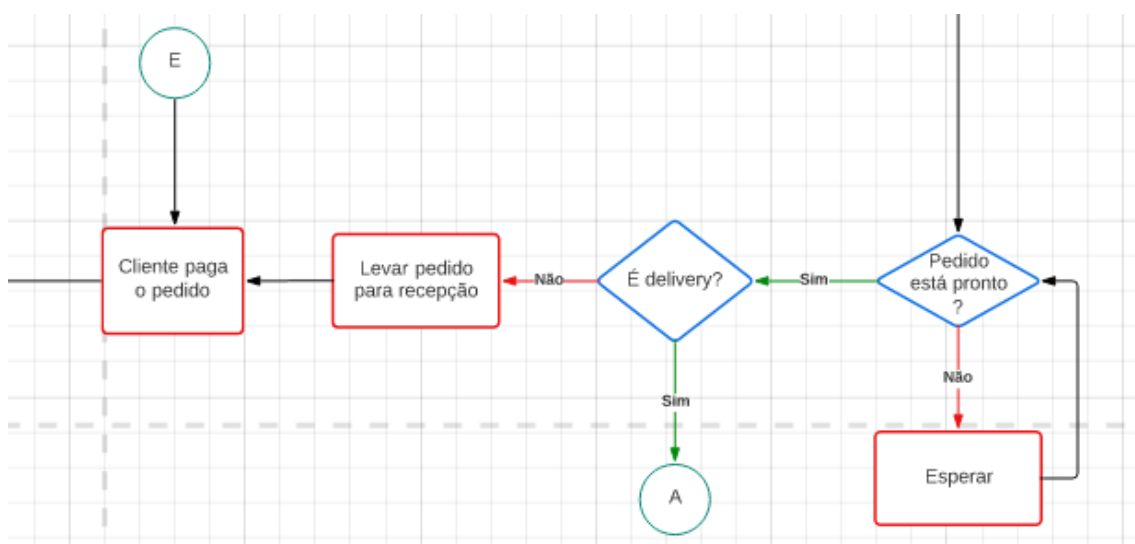 E
Cliente paga
o pedido
Levar pedido
para recepção
Não
É delivery?
Sim
Pedido
está pronto
?
Não
Sim
Esperar
A